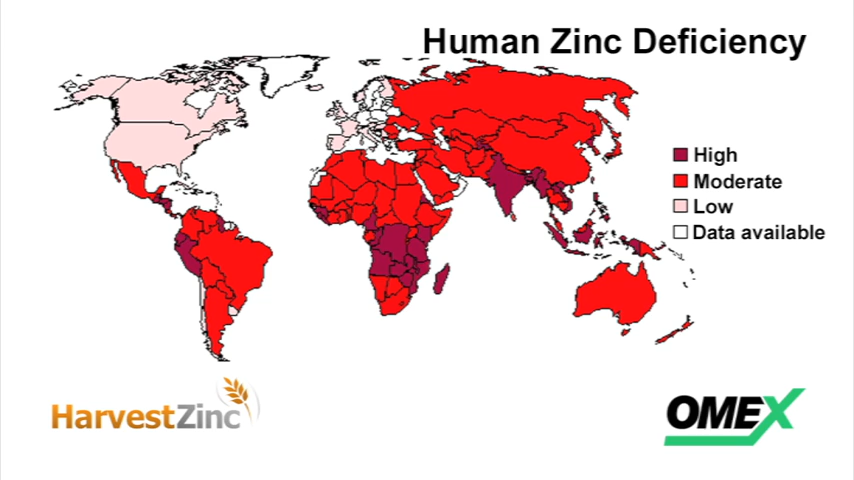 Human Zinc Deficiency
High
Moderate
Low
Data available
HarvestZinc
OMEX